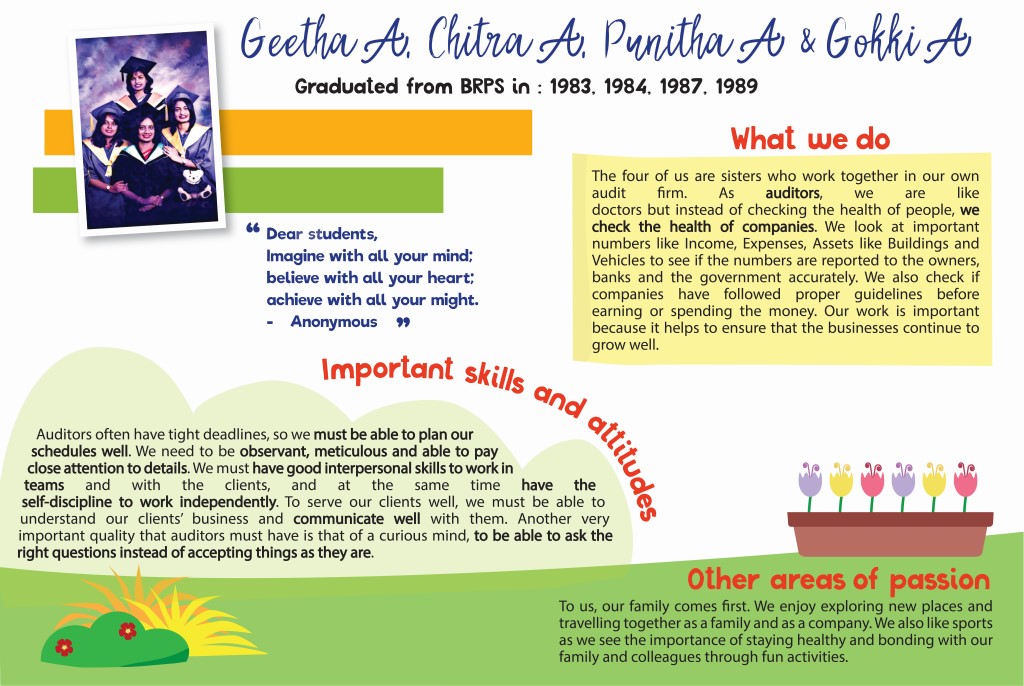 Geetha A, Chitra A, Punitha A & Gokki A
Graduated from BRPS in : 1983, 1984, 1987, 1989
What we do
The four of us are sisters who work together in our own
audit firm. As auditors, we are like
doctors but instead of checking the health of people, we
check the health of companies. We look at important
numbers like Income, Expenses, Assets like Buildings and
Vehicles to see if the numbers are reported to the owners,
banks and the government accurately. We also check if
companies have followed proper guidelines before
earning or spending the money. Our work is important
because it helps to ensure that the businesses continue to
grow well.
“ Dear students,
Imagine with all your mind;
believe with all your heart;
achieve with all your might.
- Anonymous ”
Important skills and attitudes
Auditors often have tight deadlines, so we must be able to plan our
schedules well. We need to be observant, meticulous and able to pay
close attention to details. We must have good interpersonal skills to work in
teams and with the clients, and at the same time have the
self-discipline to work independently. To serve our clients well, we must be able to
understand our clients’ business and communicate well with them. Another very
important quality that auditors must have is that of a curious mind, to be able to ask the
right questions instead of accepting things as they are.
Other areas of passion
To us, our family comes first. We enjoy exploring new places and
travelling together as a family and as a company. We also like sports
as we see the importance of staying healthy and bonding with our
family and colleagues through fun activities.